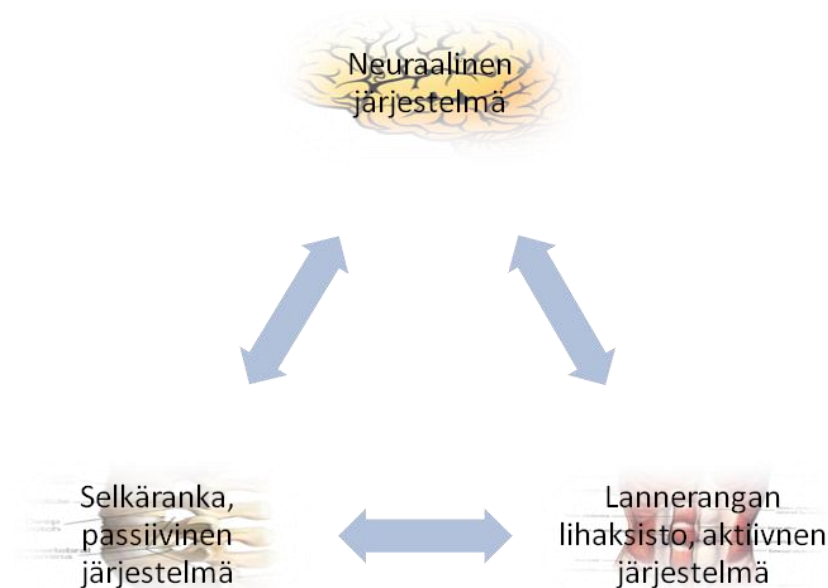 Neuraalinen
järjestelmä
Selkäranka,
passiivinen
järjestelmä
Lannerangan
lihaksisto, aktiivnen
järjestelmä